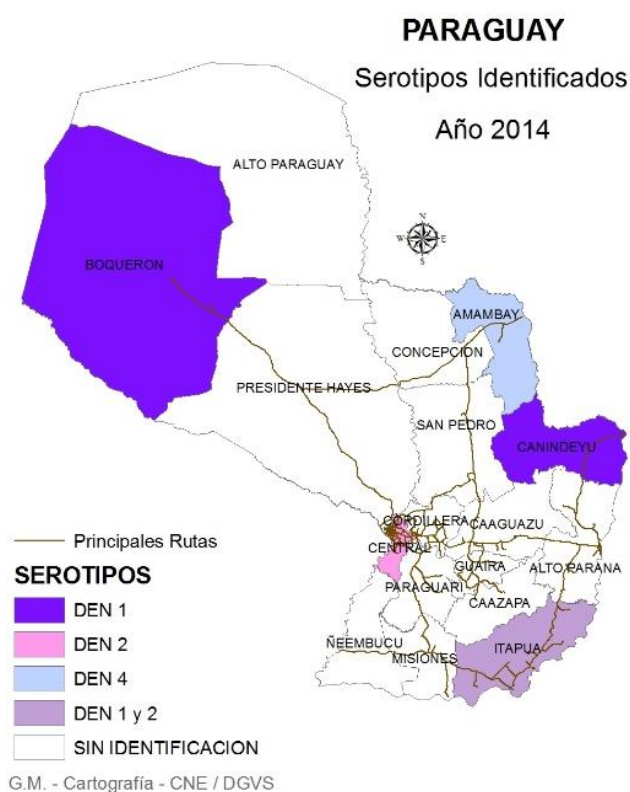 PARAGUAY
Serotipos Identificados
Año 2014
ALTO PARAGUAY
N
W E
S
BOQUERON
AMAMBAY
CONCEPCION
PRESIDENTE HAYES
SAN PEDRO
CANINDEYU
CORDILLERA
CAAGUAZU
CENTRAL
GUAIRA
ALTO PARANA
PARAGUARI
CAAZAPA
ÑEEMBUCU
MISIONES
ITAPUA
Principales Rutas
SEROTIPOS
DEN 1
DEN 2
DEN 4
DEN 1 y 2
SIN IDENTIFICACION
G.M. - Cartografía - CNE / DGVS